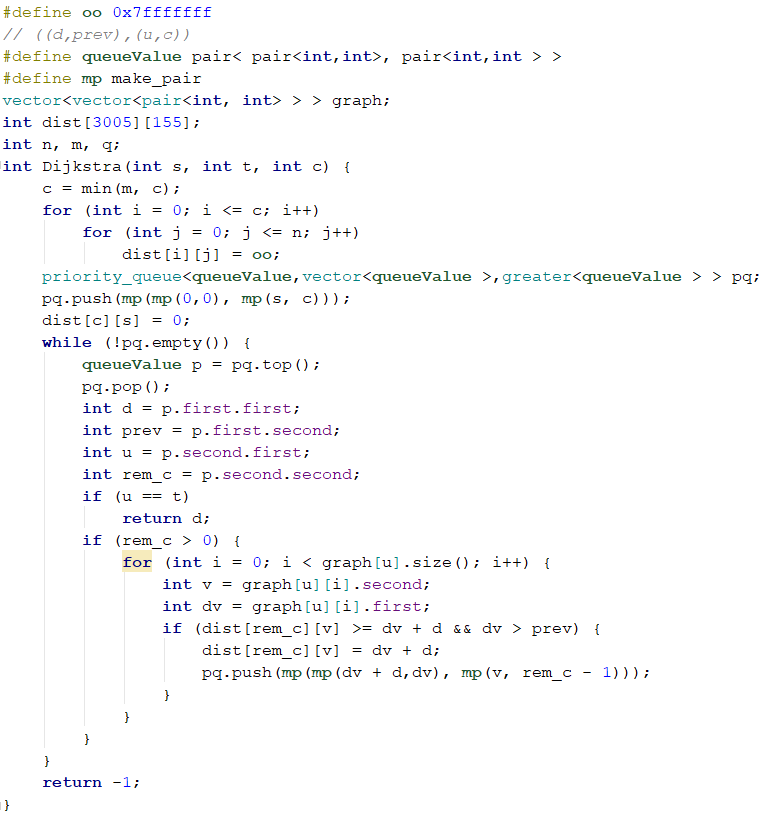 #define oo 0x7fffffff
// ((d,prev),(u,c))
#define queueValue pair< pair<int,int>, pair<int,int > >
#define mp make_pair
vector<vector<pair<int, int> > > graph;
int dist[3005][155];
int n, m, q;
int Dijkstra(int s, int t, int c) {
    c = min(m, c);
    for (int i = 0; i <= c; i++)
        for (int j = 0; j <= n; j++)
            dist[i][j] = oo;
    priority_queue<queueValue,vector<queueValue >,greater<queueValue > > pq;
    pq.push(mp(mp(0,0), mp(s, c)));
    dist[c][s] = 0;
    while (!pq.empty()) {
        queueValue p = pq.top();
        pq.pop();
        int d = p.first.first;
        int prev = p.first.second;
        int u = p.second.first;
        int rem_c = p.second.second;
        if (u == t)
            return d;
        if (rem_c > 0) {
            for (int i = 0; i < graph[u].size(); i++) {
                int v = graph[u][i].second;
                int dv = graph[u][i].first;
                if (dist[rem_c][v] >= dv + d && dv > prev) {
                    dist[rem_c][v] = dv + d;
                    pq.push(mp(mp(dv + d,dv), mp(v, rem_c - 1)));
                }
            }
        }
    }
    return -1;
}